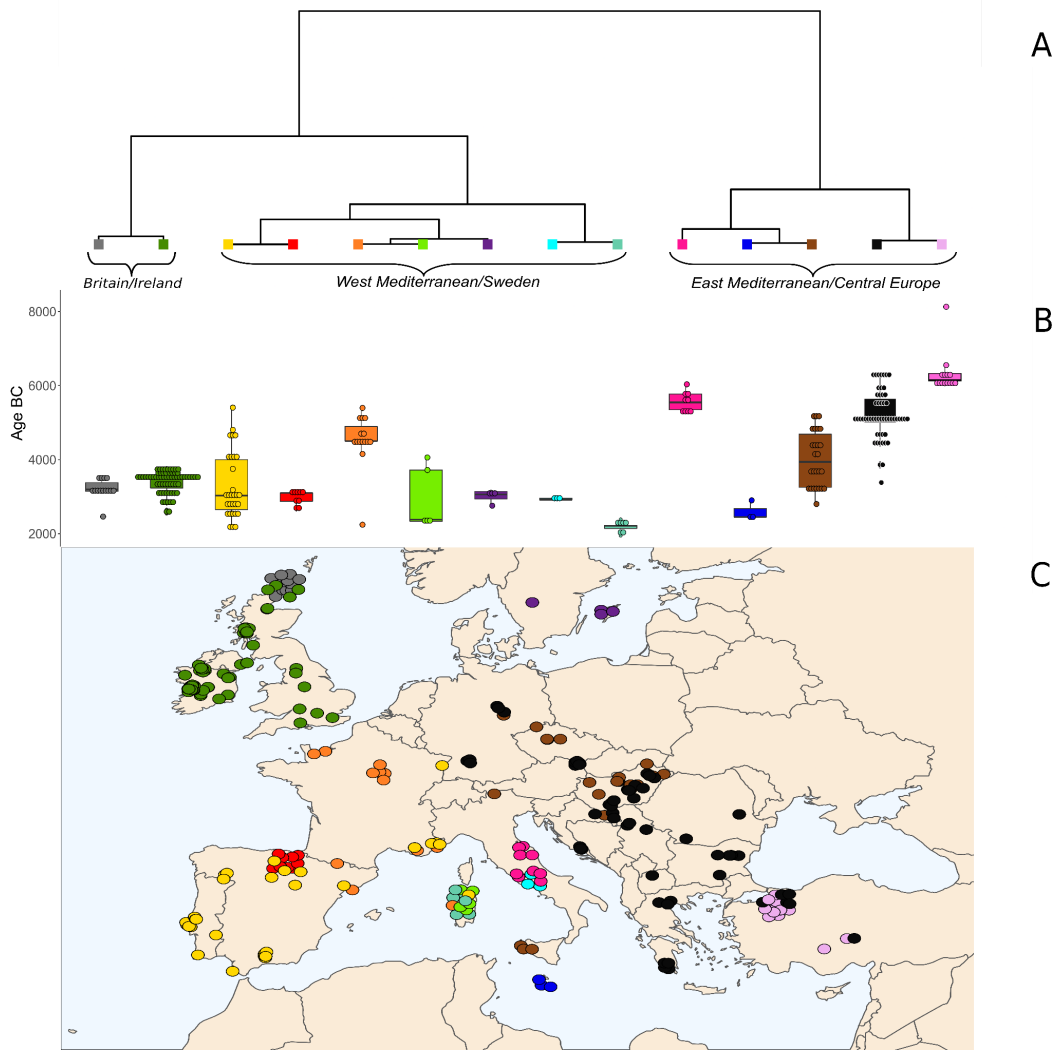 A
Britain/Ireland
West Mediterranean/Sweden
East Mediterranean/Central Europe
B
Age BC
8000
6000
4000
2000
C